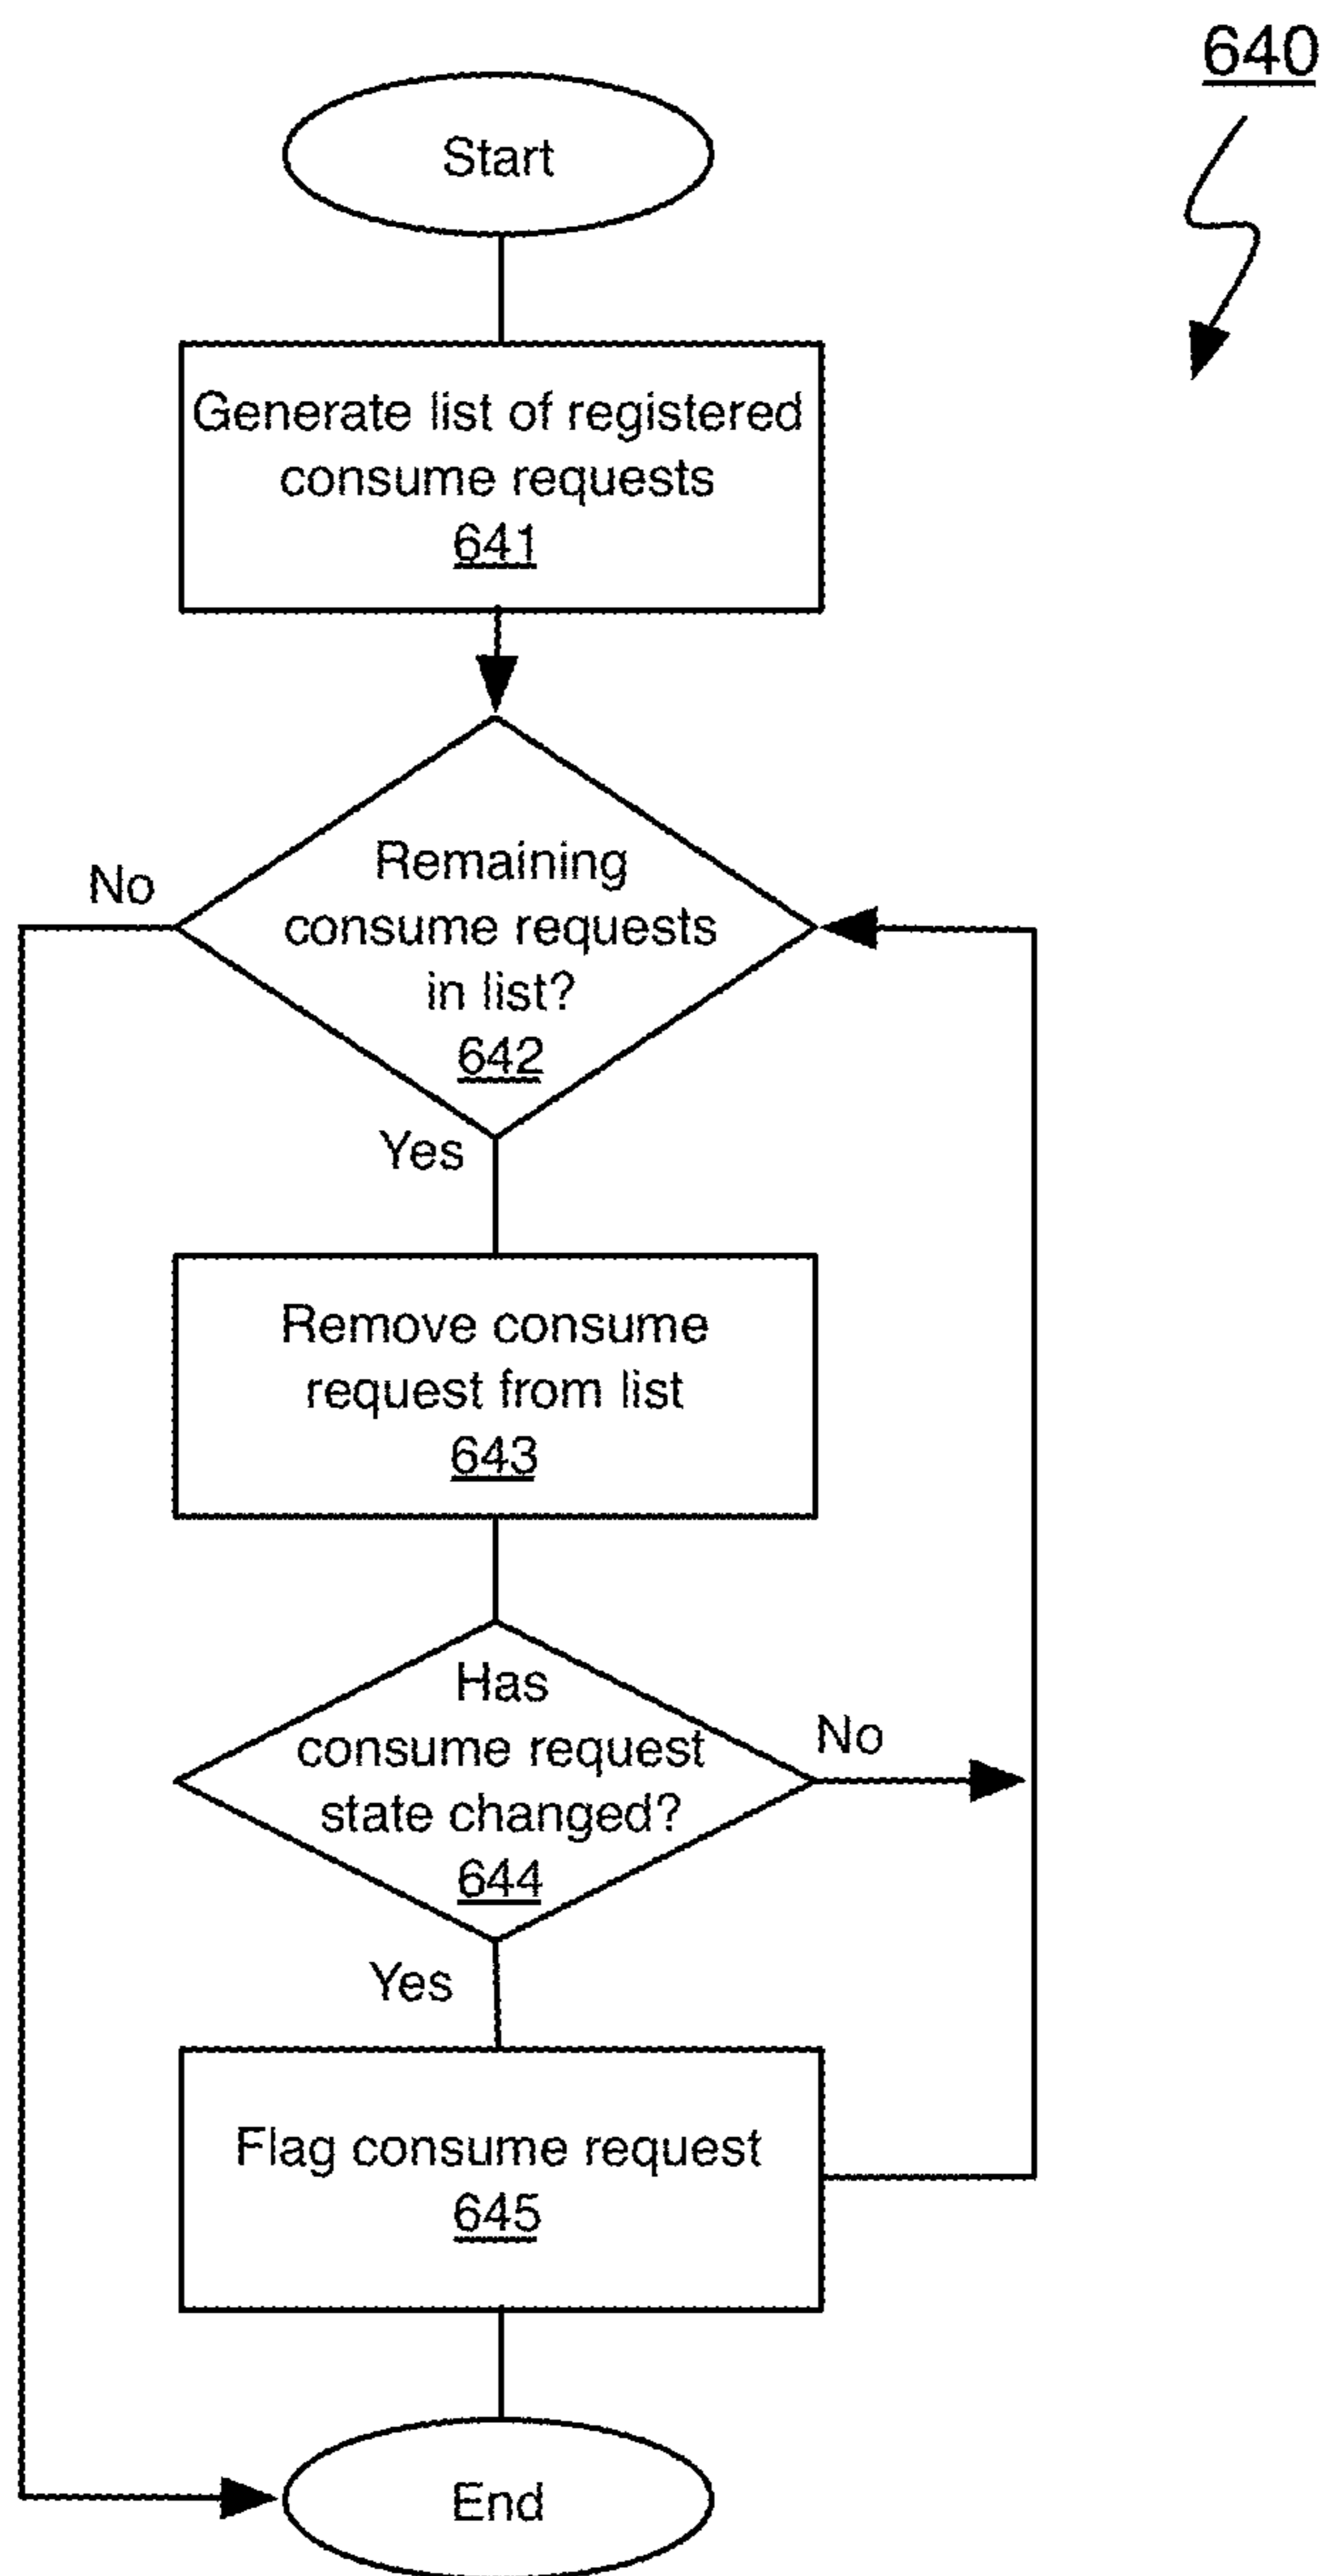 640
Start
Generate list of registered
consume requests
641
Remaining
consume requests
in list?
642
No
Yes
Remove consume
request from list
643
Has
consume request
state changed?
644
No
Yes
Flag consume request
645
End